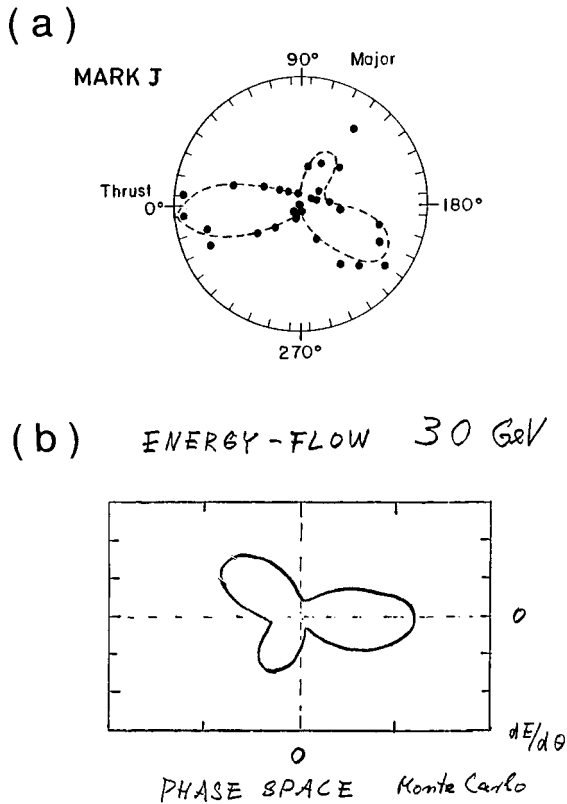 (a)
90° Major
MARK J
Thrust
0°
180°
270°
(b) ENERGY-FLOW 30 GeV
0
dE/dθ
0
PHASE SPACE Monte Carlo